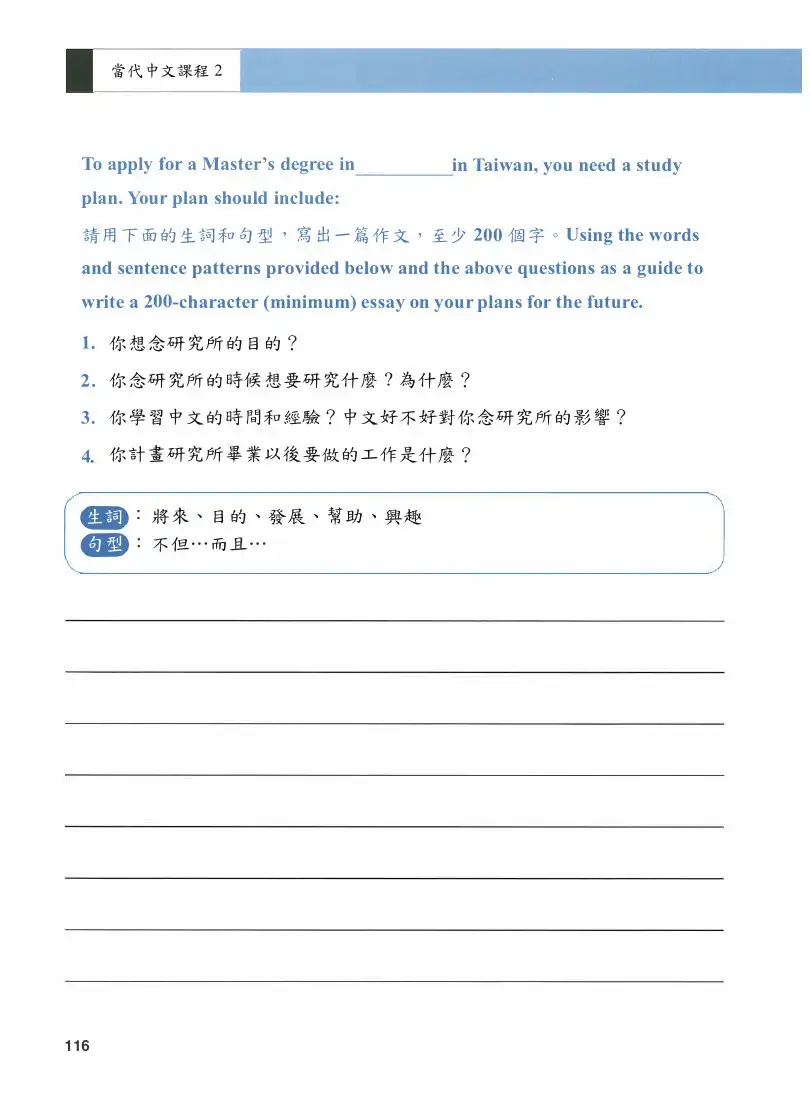 當代中文課程 2
To apply for a Master's degree in__________in Taiwan, you need a study
plan. Your plan should include:
請用下面的生詞和句型，寫出一篇作文，至少 200 個字。Using the words
and sentence patterns provided below and the above questions as a guide to
write a 200-character (minimum) essay on your plans for the future.
1. 你想念研究所的目的？
2. 你念研究所的時候想要研究什麼？為什麼？
3. 你學習中文的時間和經驗？中文好不好對你念研究所的影響？
4. 你計畫研究所畢業以後要做的工作是什麼？
生詞：將來、目的、發展、幫助、興趣
句型：不但…而且…
116